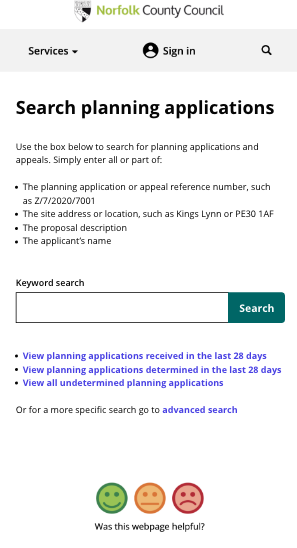 Norfolk County Council
Services
Sign in
Search planning applications
Use the box below to search for planning applications and
appeals. Simply enter all or part of:
• The planning application or appeal reference number, such
as Z/7/2020/7001
• The site address or location, such as Kings Lynn or PE30 1AF
• The proposal description
• The applicant's name
Keyword search
Search
• View planning applications received in the last 28 days
• View planning applications determined in the last 28 days
• View all undetermined planning applications
Or for a more specific search go to advanced search
Was this webpage helpful?